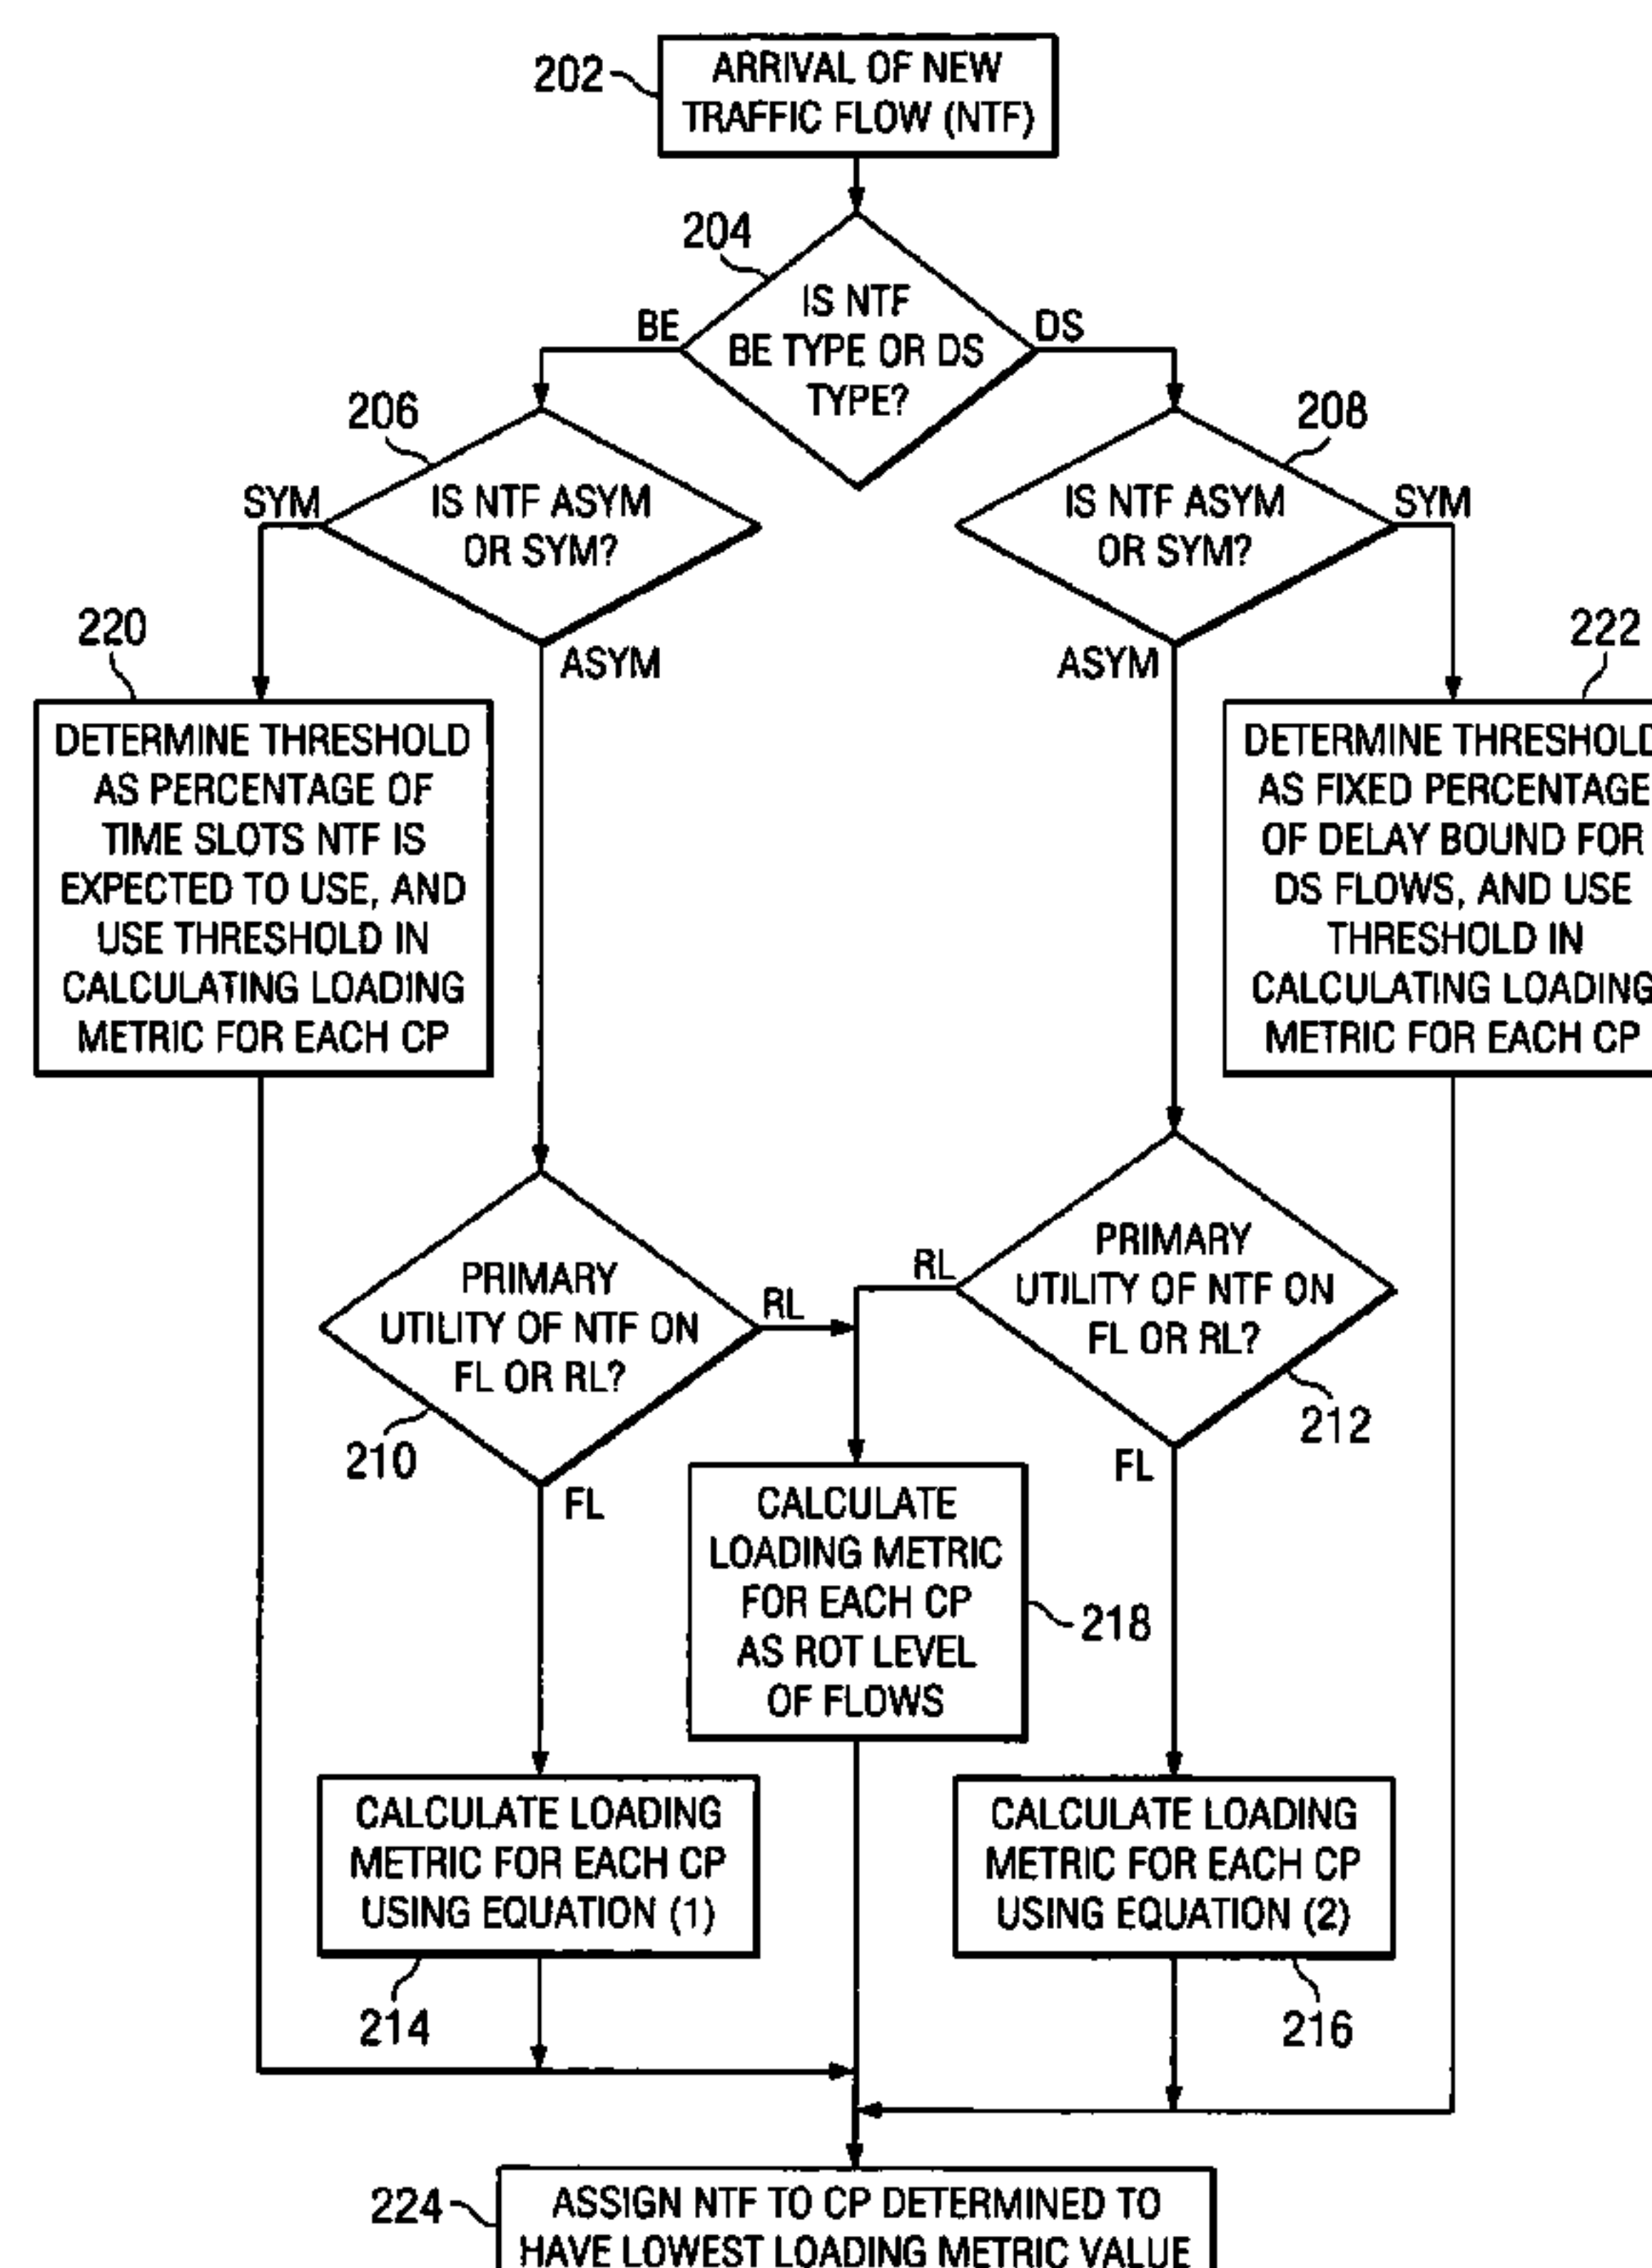 202
ARRIVAL OF NEW
TRAFFIC FLOW (NTF)
204
IS NTF
BE TYPE OR DS
TYPE?
BE
DS
206
IS NTF ASYM
OR SYM?
SYM
ASYM
208
IS NTF ASYM
OR SYM?
SYM
ASYM
220
DETERMINE THRESHOLD
AS PERCENTAGE OF
TIME SLOTS NTF IS
EXPECTED TO USE, AND
USE THRESHOLD IN
CALCULATING LOADING
METRIC FOR EACH CP
222
DETERMINE THRESHOLD
AS FIXED PERCENTAGE
OF DELAY BOUND FOR
DS FLOWS, AND USE
THRESHOLD IN
CALCULATING LOADING
METRIC FOR EACH CP
PRIMARY
UTILITY OF NTF ON
FL OR RL?
210
RL
FL
PRIMARY
UTILITY OF NTF ON
FL OR RL?
212
RL
FL
CALCULATE
LOADING METRIC
FOR EACH CP
AS ROT LEVEL
OF FLOWS
218
CALCULATE LOADING
METRIC FOR EACH CP
USING EQUATION (1)
214
CALCULATE LOADING
METRIC FOR EACH CP
USING EQUATION (2)
216
224
ASSIGN NTF TO CP DETERMINED TO
HAVE LOWEST LOADING METRIC VALUE